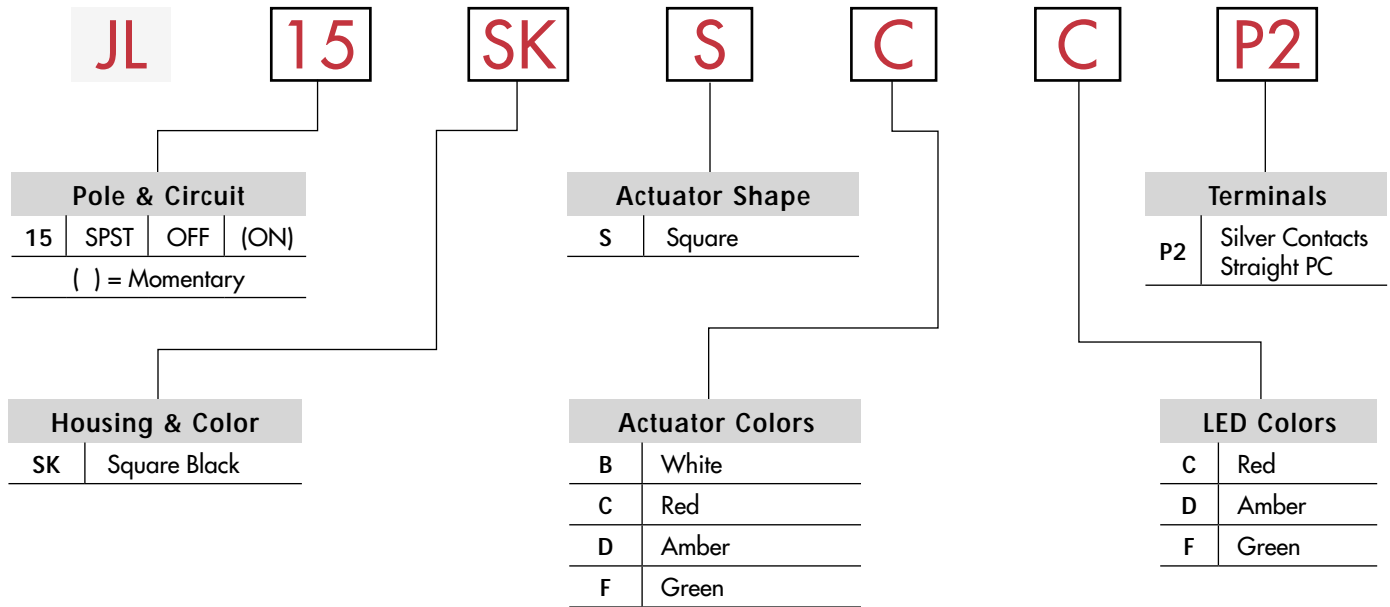 JL 15 SK S C C P2
Pole & Circuit
15 SPST OFF (ON)
( ) = Momentary
Actuator Shape
S Square
Terminals
P2 Silver Contacts
Straight PC
Housing & Color
SK Square Black
Actuator Colors
B White
C Red
D Amber
F Green
LED Colors
C Red
D Amber
F Green